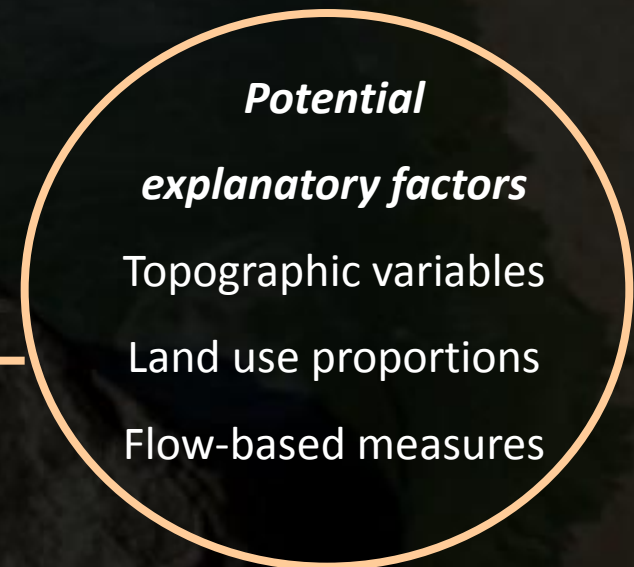 Potential
explanatory factors
Topographic variables
Land use proportions
Flow-based measures